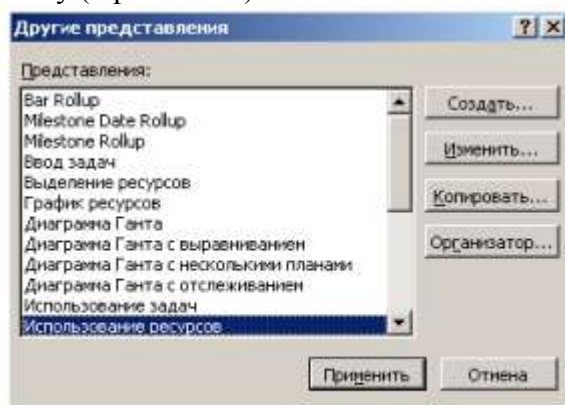 Другие представления
Представления:
Bar Rollup
Milestone Date Rollup
Milestone Rollup
Ввод задач
Выделение ресурсов
График ресурсов
Диаграмма Ганта
Диаграмма Ганта с выравниванием
Диаграмма Ганта с несколькими планами
Диаграмма Ганта с отслеживанием
Использование задач
Использование ресурсов
Создать...
Изменить...
Копировать...
Организатор...
Применить
Отмена